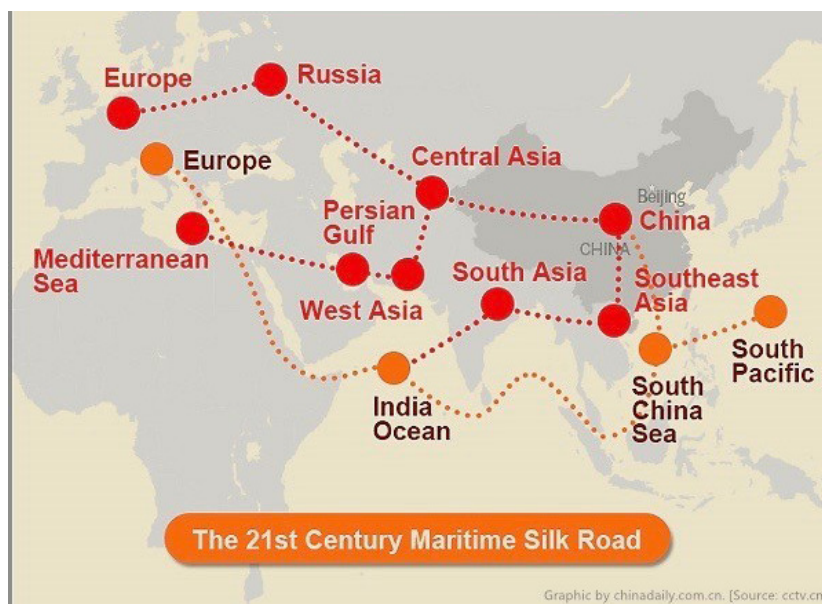 Europe
Russia
Europe
Central Asia
Beijing
China
CHINA
Persian
Gulf
Mediterranean
Sea
West Asia
South Asia
Southeast
Asia
India
Ocean
South
China
Sea
South
Pacific
The 21st Century Maritime Silk Road
Graphic by chinadaily.com.cn. [Source: cctv.cn